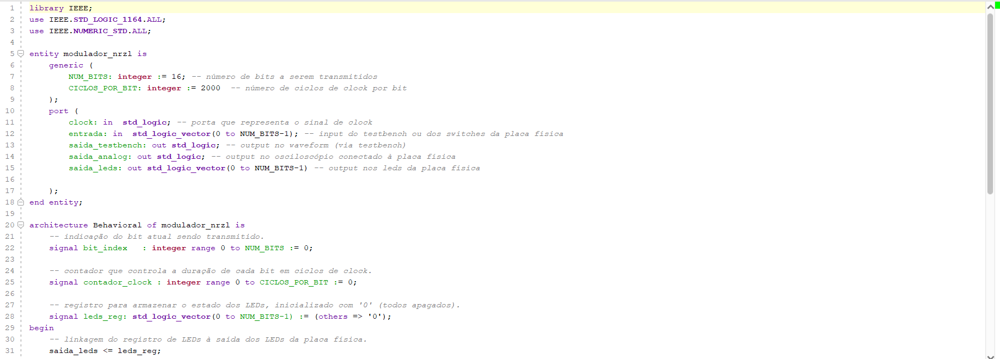 1 library IEEE;
2 use IEEE.STD_LOGIC_1164.ALL;
3 use IEEE.NUMERIC_STD.ALL;
4
5 entity modulador_nrzl is
6 generic (
7 NUM_BITS: integer := 16; -- número de bits a serem transmitidos
8 CICLOS_POR_BIT: integer := 2000  -- número de ciclos de clock por bit
9 );
10 port (
11 clock: in  std_logic; -- porta que representa o sinal de clock
12 entrada: in  std_logic_vector(0 to NUM_BITS-1); -- input do testbench ou dos switches da placa física
13 saida_testbench: out std_logic; -- output no waveform (via testbench)
14 saida_analog: out std_logic; -- output no osciloscópio conectado à placa física
15 saida_leds: out std_logic_vector(0 to NUM_BITS-1) -- output nos leds da placa física
16
17 );
18 end entity;
19
20 architecture Behavioral of modulador_nrzl is
21 -- indicação do bit atual sendo transmitido.
22 signal bit_index   : integer range 0 to NUM_BITS := 0;
23
24 -- contador que controla a duração de cada bit em ciclos de clock.
25 signal contador_clock : integer range 0 to CICLOS_POR_BIT := 0;
26
27 -- registro para armazenar o estado dos LEDs, inicializado com '0' (todos apagados).
28 signal leds_reg: std_logic_vector(0 to NUM_BITS-1) := (others => '0');
29 begin
30 -- linkagem do registro de LEDs à saída dos LEDs da placa física.
31 saida_leds <= leds_reg;